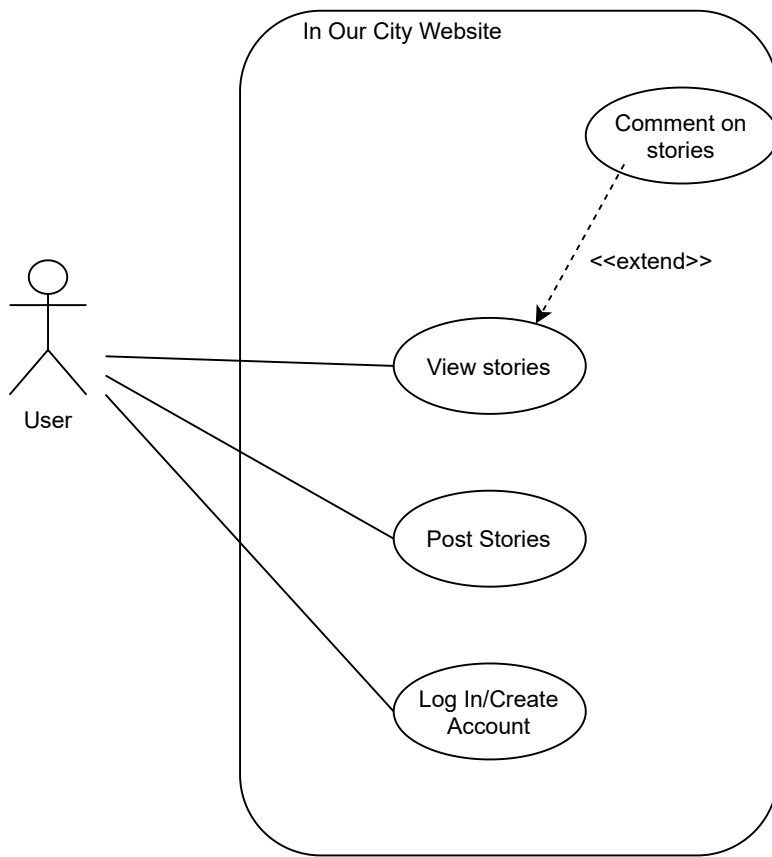 In Our City Website
Comment on
stories
<<extend>>
View stories
User
Post Stories
Log In/Create
Account